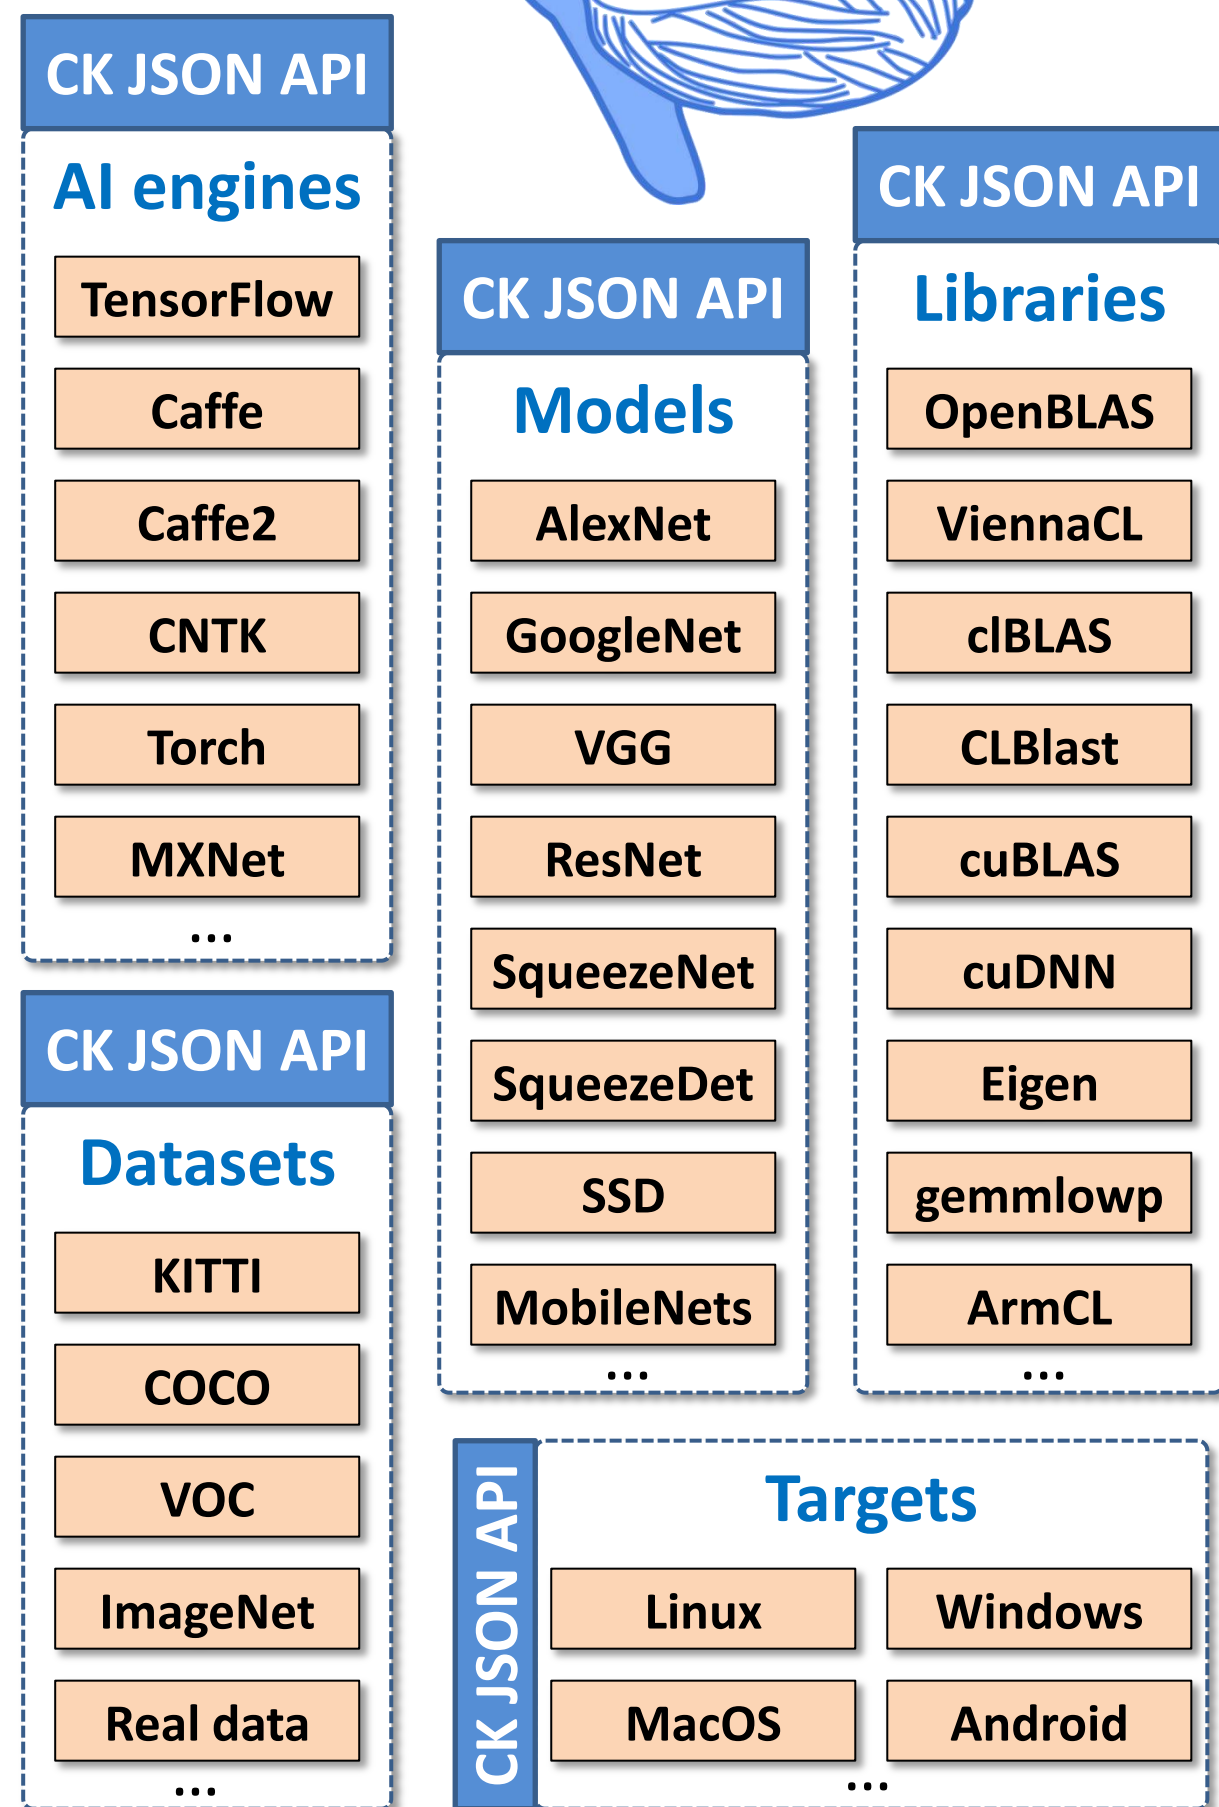 CK JSON API
AI engines
TensorFlow
Caffe
Caffe2
CNTK
Torch
MXNet
...
CK JSON API
Datasets
KITTI
COCO
VOC
ImageNet
Real data
...
CK JSON API
Models
AlexNet
GoogleNet
VGG
ResNet
SqueezeNet
SqueezeDet
SSD
MobileNets
...
CK JSON API
Libraries
OpenBLAS
ViennaCL
clBLAS
CLBlast
cuBLAS
cuDNN
Eigen
gemmlowp
ArmCL
...
CK JSON API
Targets
Linux
Windows
MacOS
Android
...